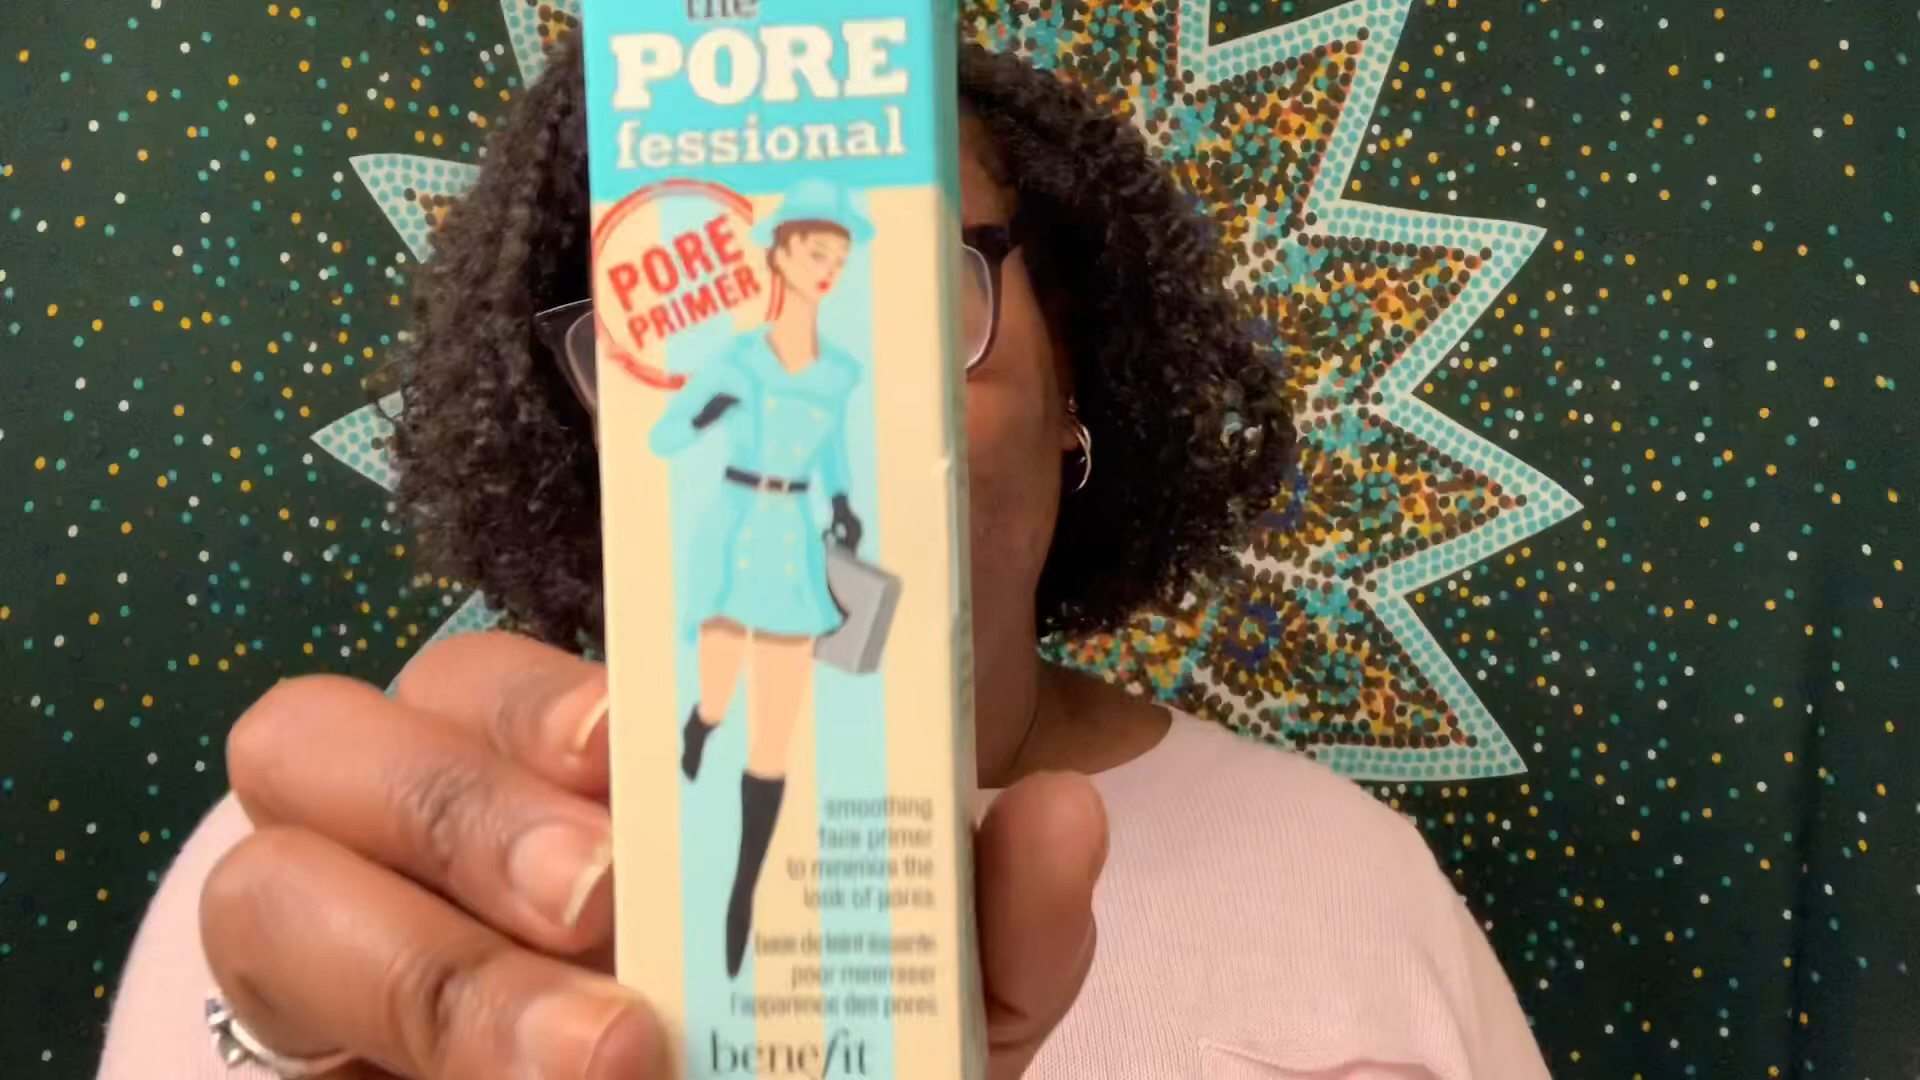 the
PORE
fessional
PORE
PRIMER
smoothing
face primer
to minimize the
look of pores
base de teint lissante
pour minimiser
l'apparence des pores
benefit